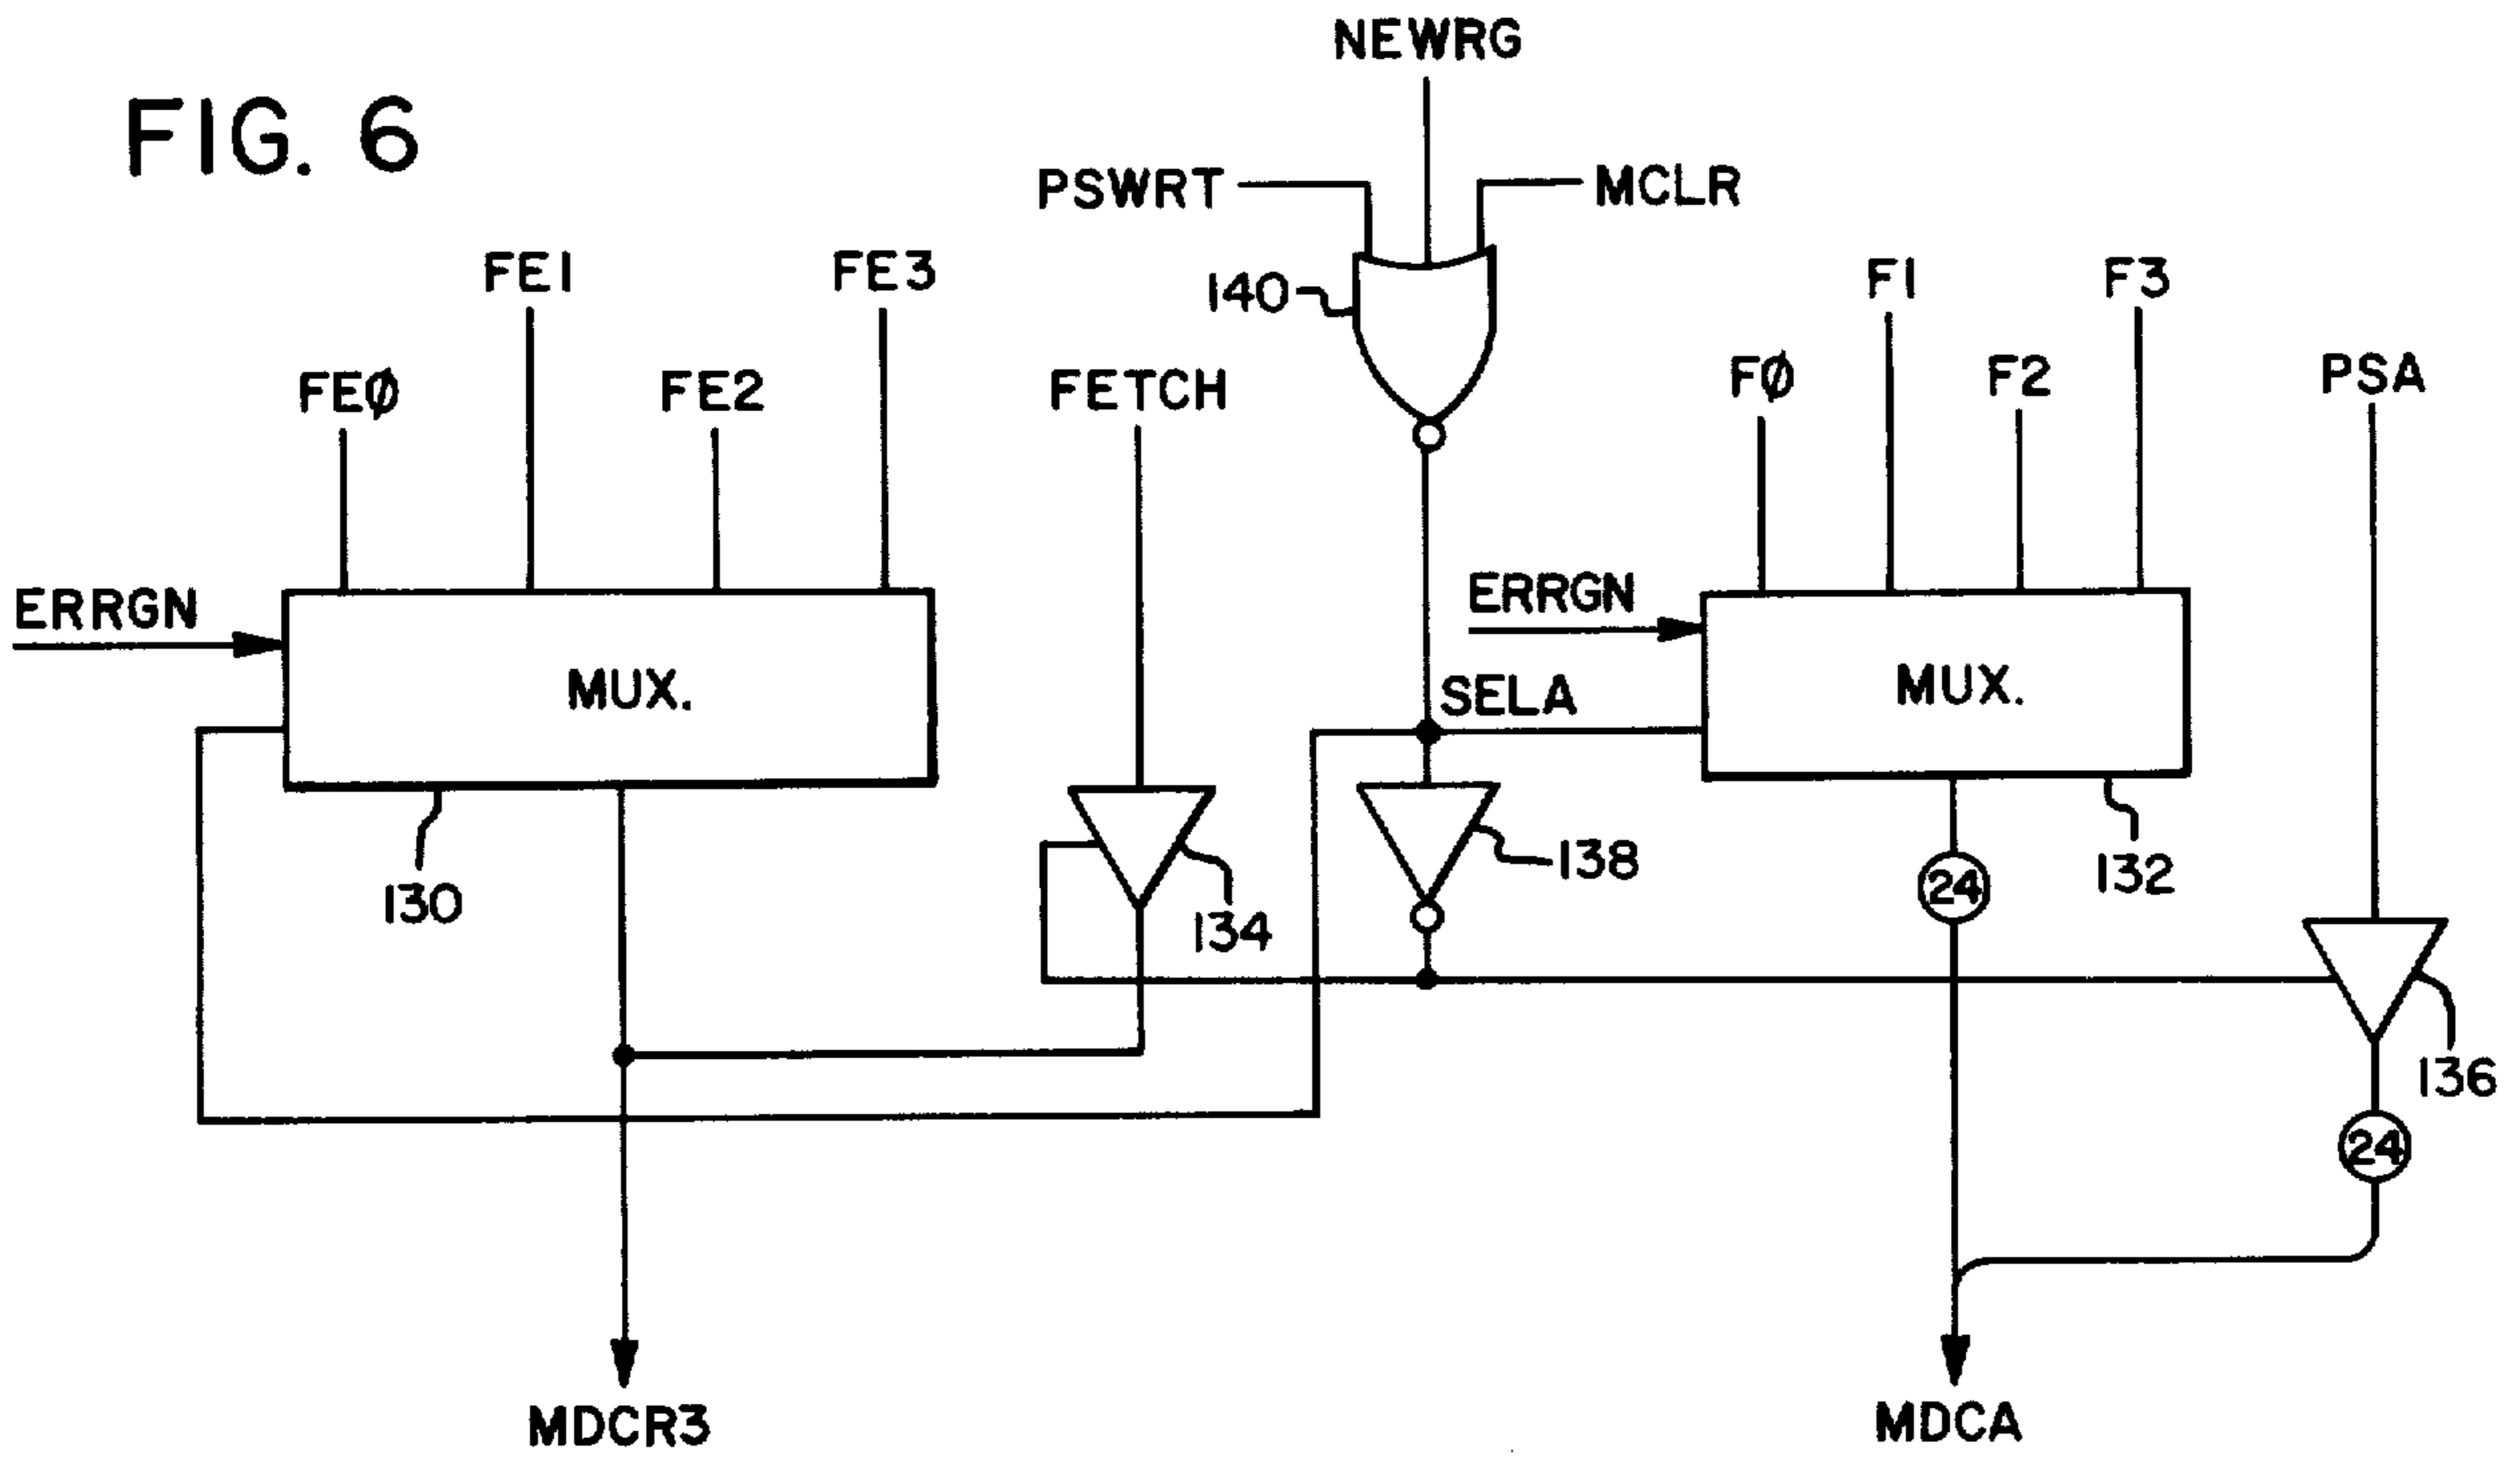 FIG. 6
NEWRG
PSWRT
MCLR
140
FE1
FE3
F1
F3
FEØ
FE2
FETCH
FØ
F2
PSA
ERRGN
MUX.
ERRGN
MUX.
SELA
130
134
138
24
132
136
24
MDCR3
MDCA